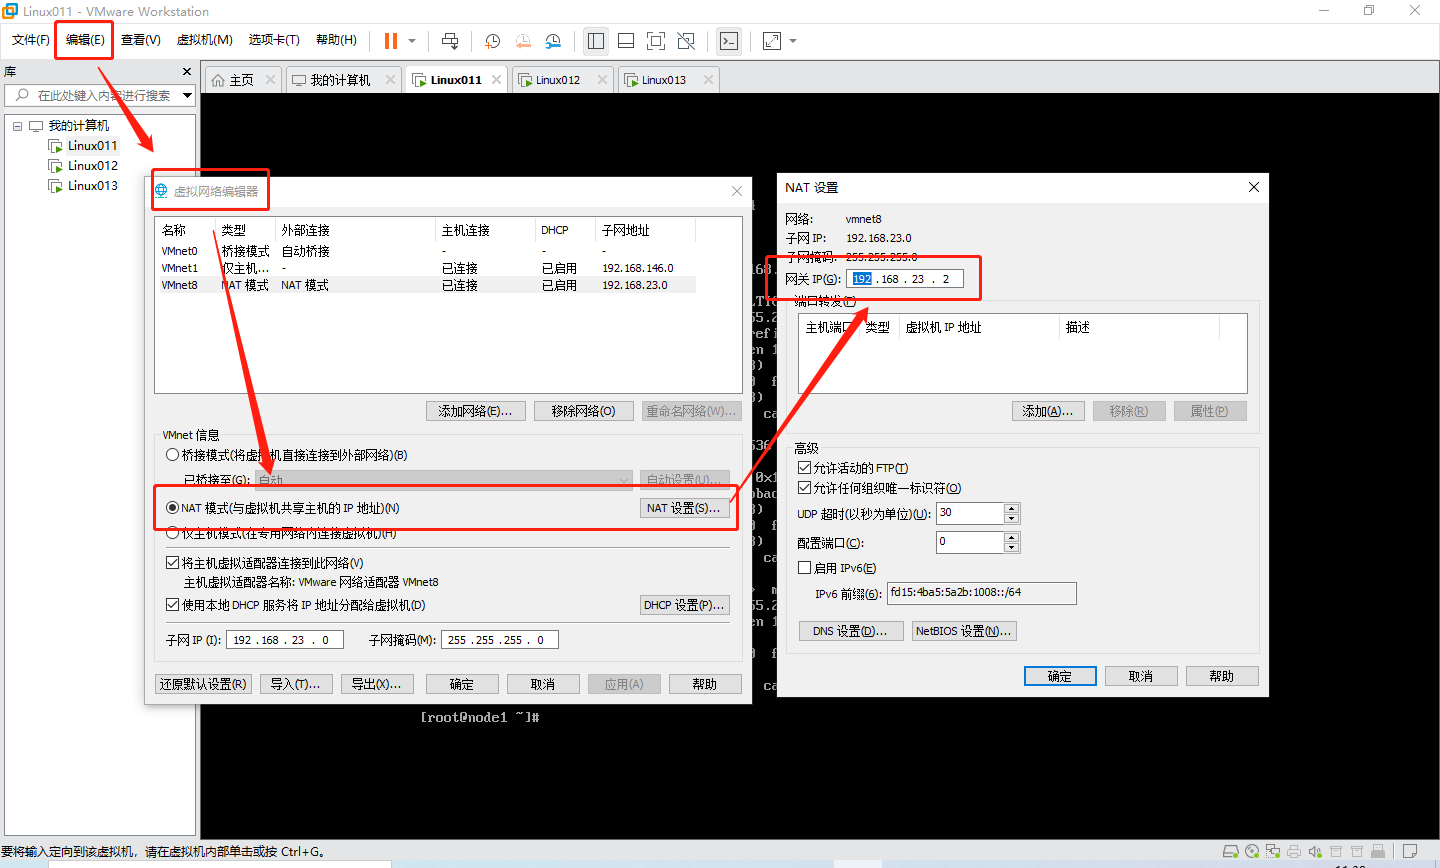 Linux011 - VMware Workstation
文件(F) 编辑(E) 查看(V) 虚拟机(M) 选项卡(T) 帮助(H)
库
在此处键入内容进行搜索
我的计算机
Linux011
Linux012
Linux013
主页 我的计算机 Linux011 Linux012 Linux013
虚拟网络编辑器
名称 类型 外部连接 主机连接 DHCP 子网地址
VMnet0 桥接模式 自动桥接 - - -
VMnet1 仅主机... - 已连接 已启用 192.168.146.0
VMnet8 NAT 模式 NAT 模式 已连接 已启用 192.168.23.0
添加网络(E)... 移除网络(O) 重命名网络(W)...
VMnet 信息
桥接模式(将虚拟机直接连接到外部网络)(B)
已桥接至(G): 自动 自动设置(U)...
NAT 模式(与虚拟机共享主机的 IP 地址)(N) NAT 设置(S)...
仅主机模式(在专用网络内连接虚拟机)(H)
将主机虚拟适配器连接到此网络(V)
主机虚拟适配器名称: VMware 网络适配器 VMnet8
使用本地 DHCP 服务将 IP 地址分配给虚拟机(D) DHCP 设置(P)...
子网 IP (I): 192 .168 . 23 . 0 子网掩码(M): 255 .255 .255 . 0
还原默认设置(R) 导入(T)... 导出(X)... 确定 取消 应用(A) 帮助
NAT 设置
网络: vmnet8
子网 IP: 192.168.23.0
子网掩码: 255.255.255.0
网关 IP(G): 192 .168 . 23 . 2
端口转发(F)
主机端口 类型 虚拟机 IP 地址 描述
添加(A)... 移除(R) 属性(P)
高级
允许活动的 FTP(T)
允许任何组织唯一标识符(O)
UDP 超时(以秒为单位)(U): 30
配置端口(C): 0
启用 IPv6(E)
IPv6 前缀(6): fd15:4ba5:5a2b:1008::/64
DNS 设置(D)... NetBIOS 设置(N)...
确定 取消 帮助
[root@node1 ~]#
要将输入定向到该虚拟机，请在虚拟机内部单击或按 Ctrl+G。